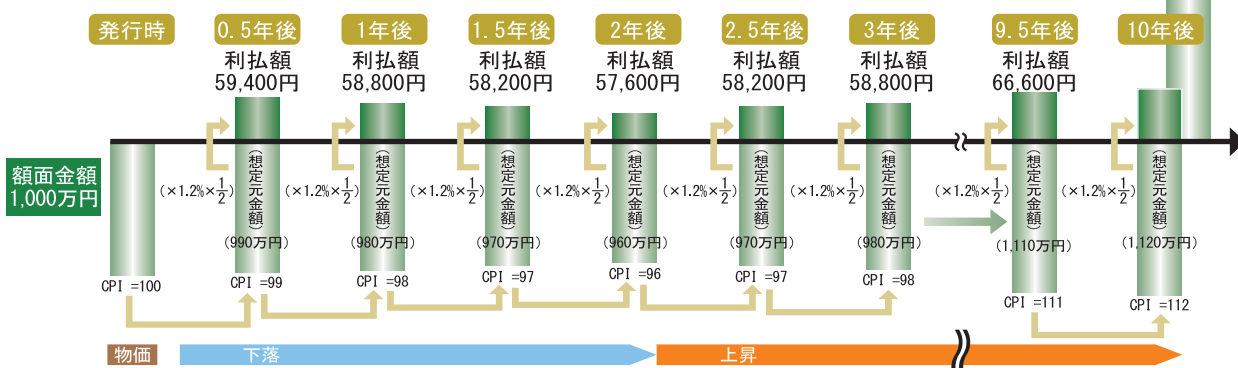 発行時
0.5年後
1年後
1.5年後
2年後
2.5年後
3年後
9.5年後
10年後
利払額
59,400円
利払額
58,800円
利払額
58,200円
利払額
57,600円
利払額
58,200円
利払額
58,800円
利払額
66,600円
額面金額
1,000万円
(×1.2%×1/2)
(×1.2%×1/2)
(×1.2%×1/2)
(×1.2%×1/2)
(×1.2%×1/2)
(×1.2%×1/2)
(×1.2%×1/2)
(×1.2%×1/2)
(想定元金額)
(990万円)
(想定元金額)
(980万円)
(想定元金額)
(970万円)
(想定元金額)
(960万円)
(想定元金額)
(970万円)
(想定元金額)
(980万円)
(想定元金額)
(1,110万円)
(想定元金額)
(1,120万円)
CPI =100
CPI =99
CPI =98
CPI =97
CPI =96
CPI =97
CPI =98
CPI =111
CPI =112
物価
下落
上昇